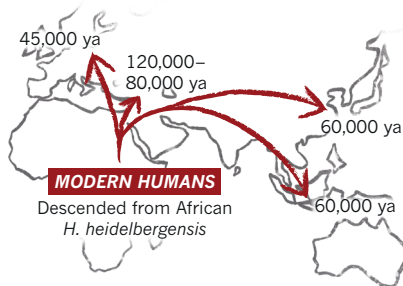 45,000 ya
120,000–
80,000 ya
60,000 ya
MODERN HUMANS
Descended from African
H. heidelbergensis
60,000 ya